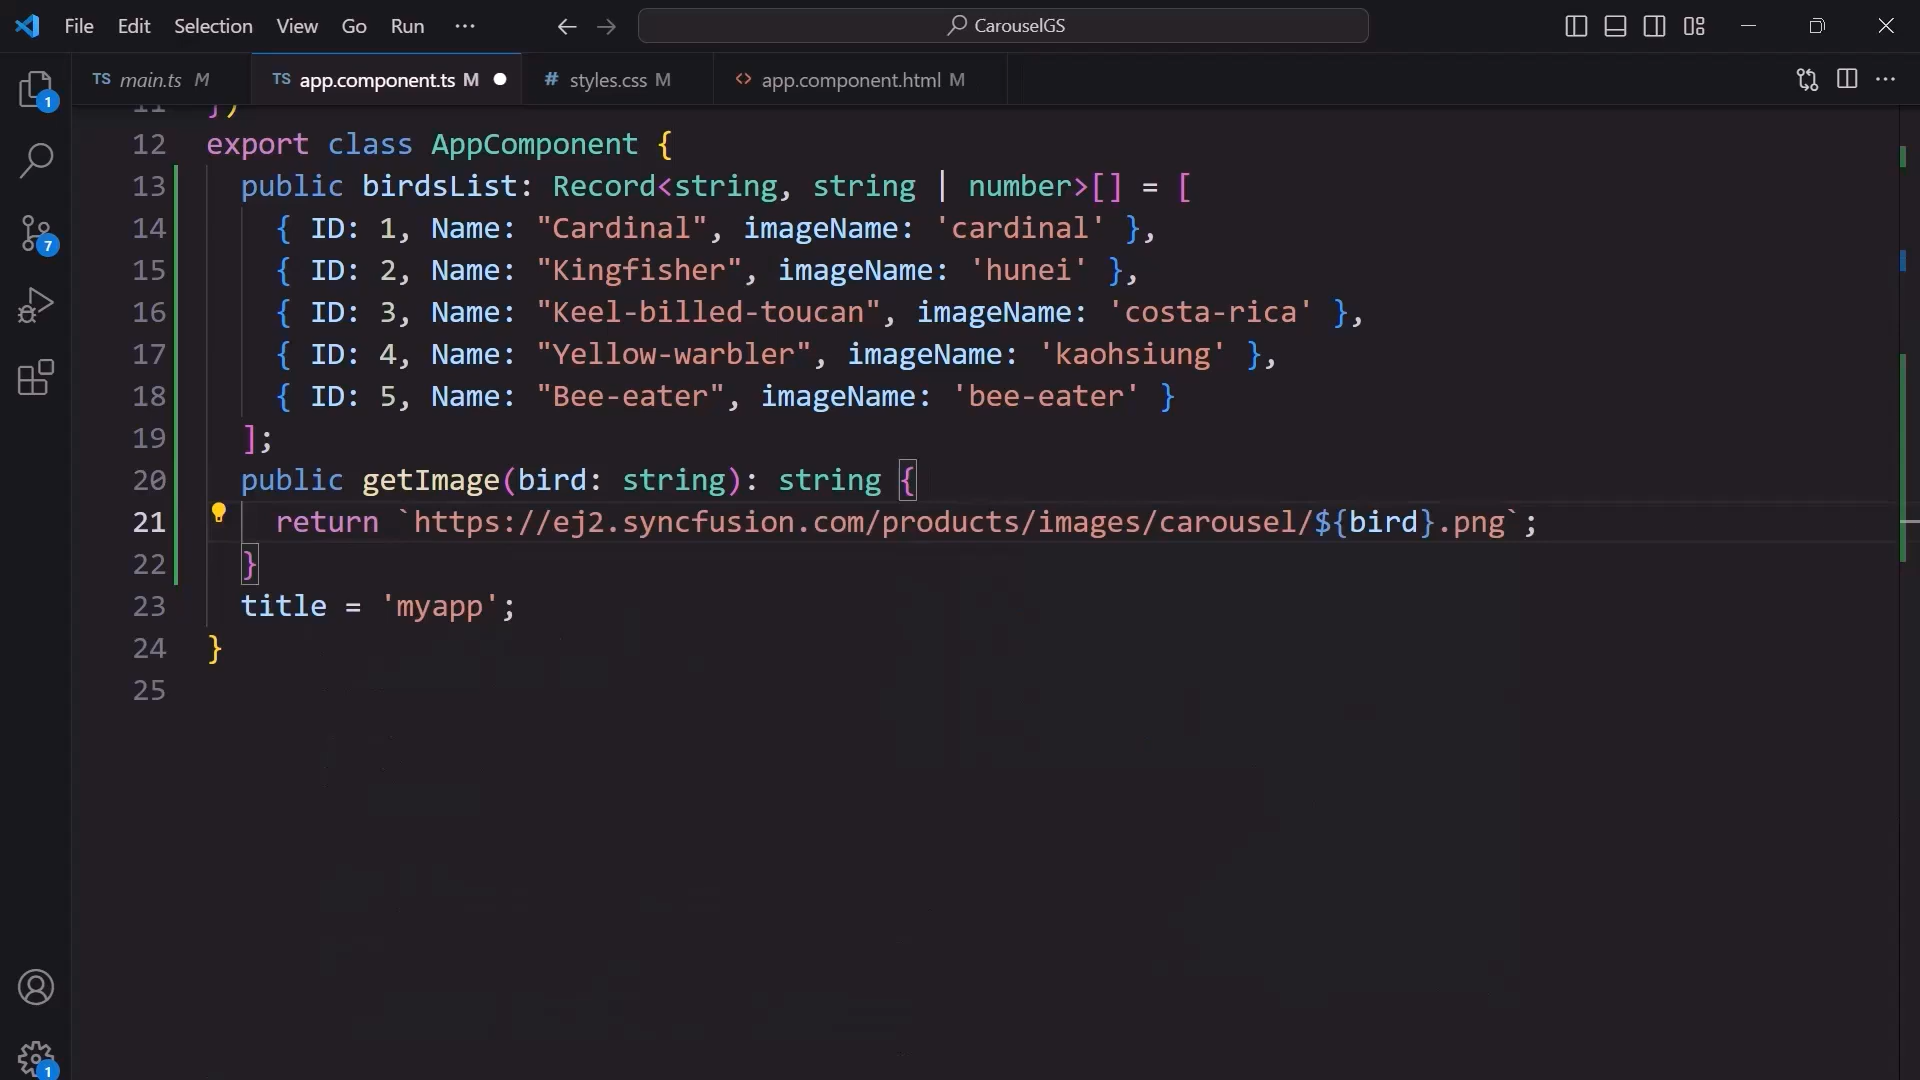 File Edit Selection View Go Run ··· CarouselGS
TS main.ts M TS app.component.ts M # styles.css M <> app.component.html M
11 })
12 export class AppComponent {
13 public birdsList: Record<string, string | number>[] = [
14 { ID: 1, Name: "Cardinal", imageName: 'cardinal' },
15 { ID: 2, Name: "Kingfisher", imageName: 'hunei' },
16 { ID: 3, Name: "Keel-billed-toucan", imageName: 'costa-rica' },
17 { ID: 4, Name: "Yellow-warbler", imageName: 'kaohsiung' },
18 { ID: 5, Name: "Bee-eater", imageName: 'bee-eater' }
19 ];
20 public getImage(bird: string): string {
21 return `https://ej2.syncfusion.com/products/images/carousel/${bird}.png`;
22 }
23 title = 'myapp';
24 }
25
1
7
1